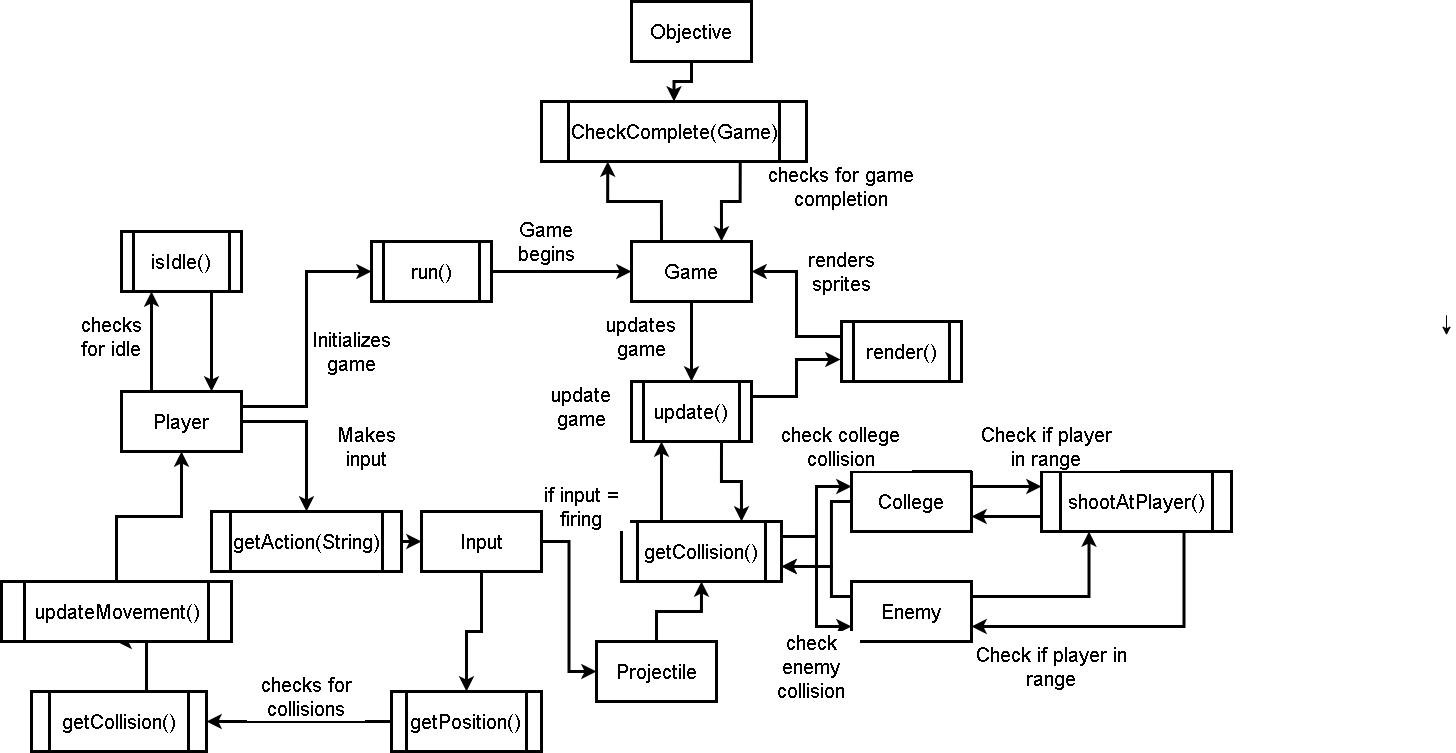 Objective
CheckComplete(Game)
checks for game
completion
Game
begins
isIdle()
run()
Game
renders
sprites
checks
for idle
Initializes
game
updates
game
render()
Player
update
game
update()
Makes
input
check college
collision
Check if player
in range
if input =
firing
College
shootAtPlayer()
getAction(String)
Input
getCollision()
updateMovement()
Enemy
check
enemy
collision
Projectile
Check if player in
range
checks for
collisions
getCollision()
getPosition()